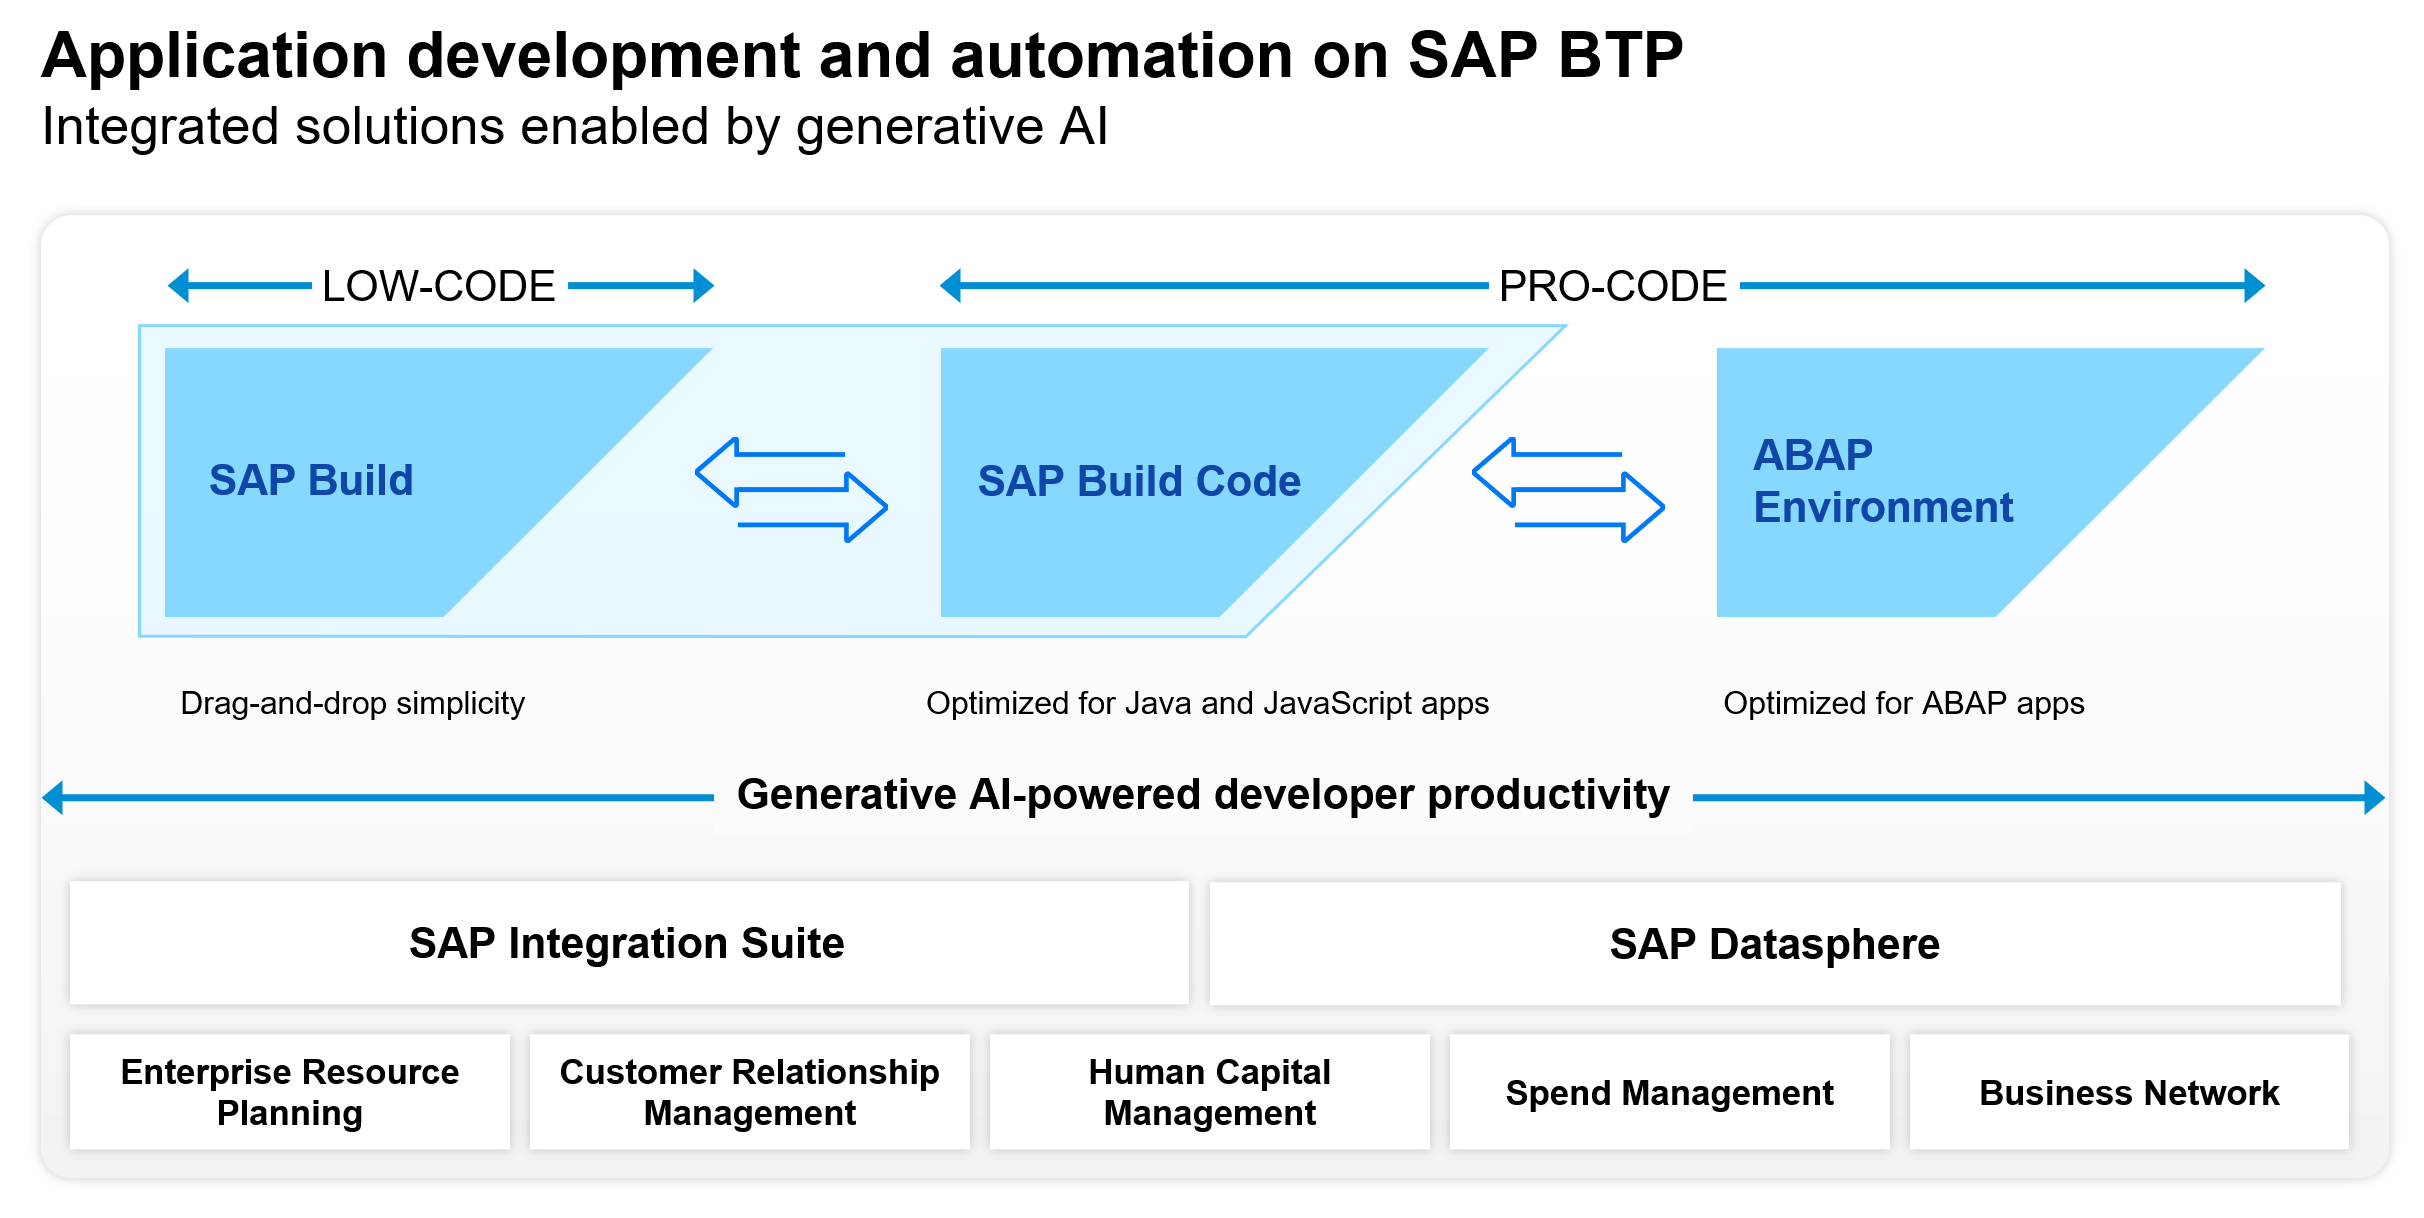 Application development and automation on SAP BTP
Integrated solutions enabled by generative AI
LOW-CODE
PRO-CODE
SAP Build
SAP Build Code
ABAP
Environment
Drag-and-drop simplicity
Optimized for Java and JavaScript apps
Optimized for ABAP apps
Generative AI-powered developer productivity
SAP Integration Suite
SAP Datasphere
Enterprise Resource
Planning
Customer Relationship
Management
Human Capital
Management
Spend Management
Business Network